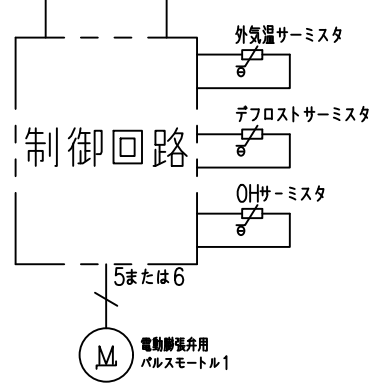 外気温サーミスタ
θ
デフロストサーミスタ
θ
制御回路
OHサーミスタ
θ
5または6
電動膨張弁用
パルスモートル1
M